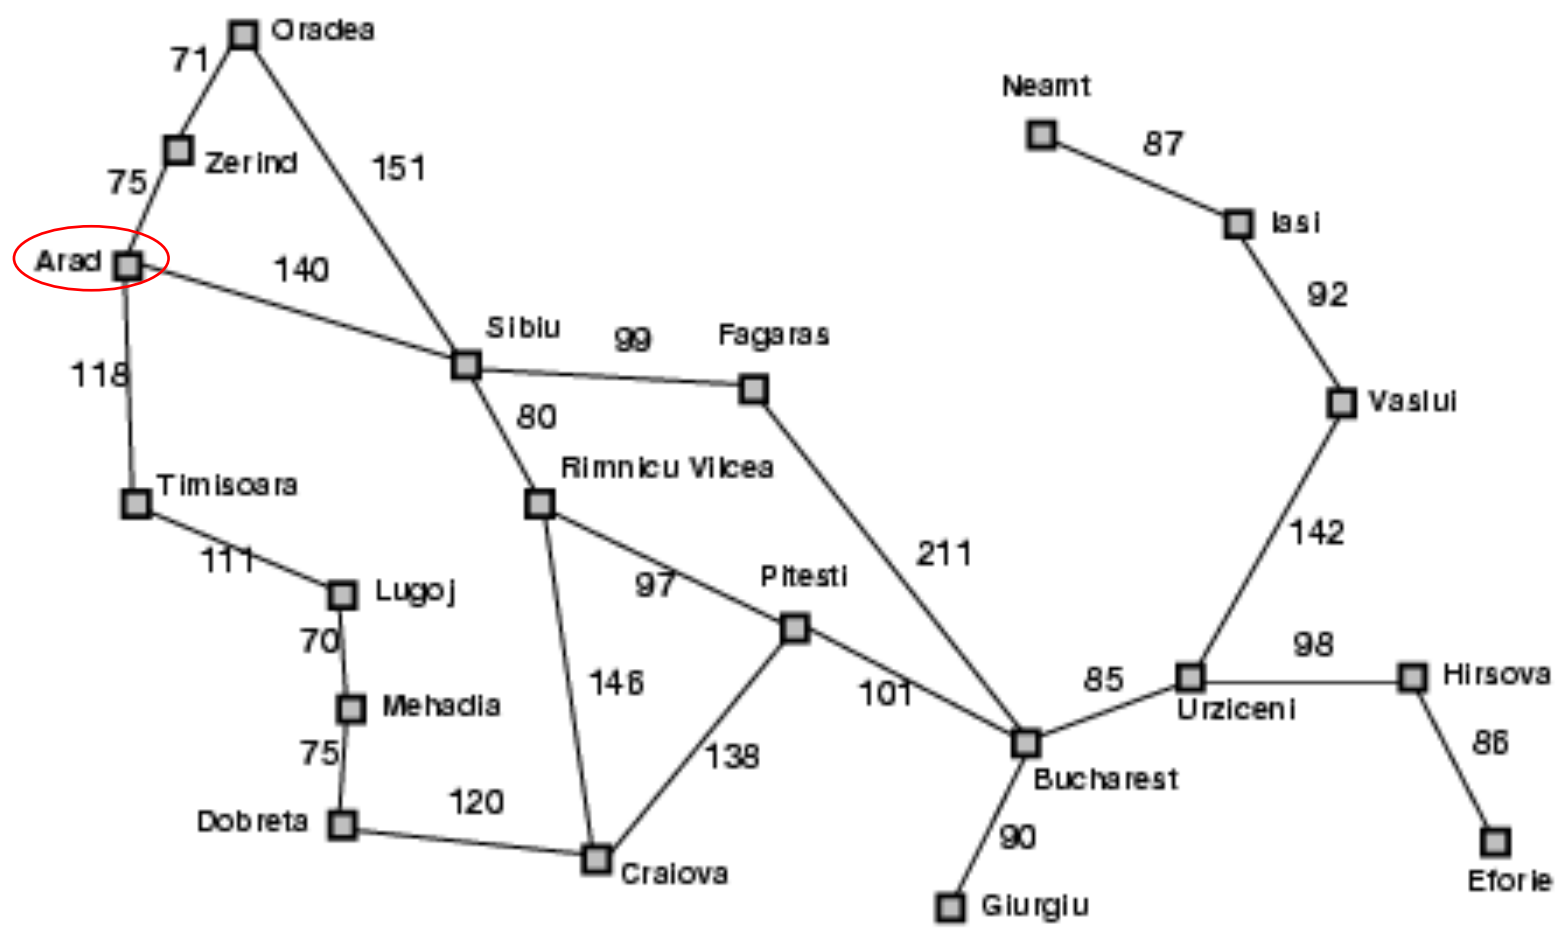 Oradea
71
Neamt
87
Zerind
151
75
Iasi
Arad
140
92
Sibiu
99
Fagaras
118
80
Vaslui
Rimnicu Vilcea
Timisoara
142
111
211
Pitesti
97
Lugoj
70
98
146
101
85
Hirsova
Mehadia
Urziceni
75
138
86
Bucharest
120
Dobreta
90
Craiova
Eforie
Giurgiu